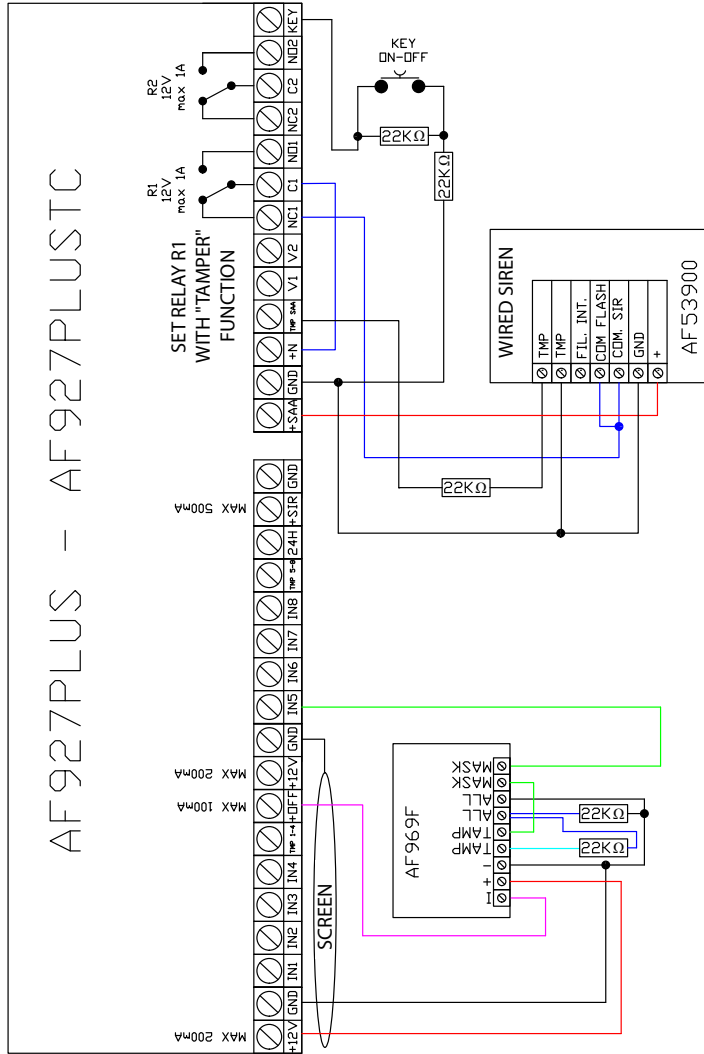 AF927PLUS - AF927PLUSTC
R2
12V
max 1A
R1
12V
max 1A
SET RELAY R1
WITH "TAMPER"
FUNCTION
KEY
NO2
C2
NC2
NO1
C1
NC1
V2
V1
TMP SAA
+N
GND
+SAA
GND
+SIR
24H
TMP 5-8
IN8
IN7
IN6
IN5
GND
+12V
+OFF
TMP 1-4
IN4
IN3
IN2
IN1
GND
+12V
MAX 500mA
MAX 200mA
MAX 100mA
MAX 200mA
SCREEN
KEY
ON-OFF
22KΩ
22KΩ
22KΩ
WIRED SIREN
TMP
TMP
FIL. INT.
COM FLASH
COM. SIR
GND
+
AF53900
AF969F
MASK
MASK
ALL
ALL
TAMP
TAMP
-
+
I
22KΩ
22KΩ